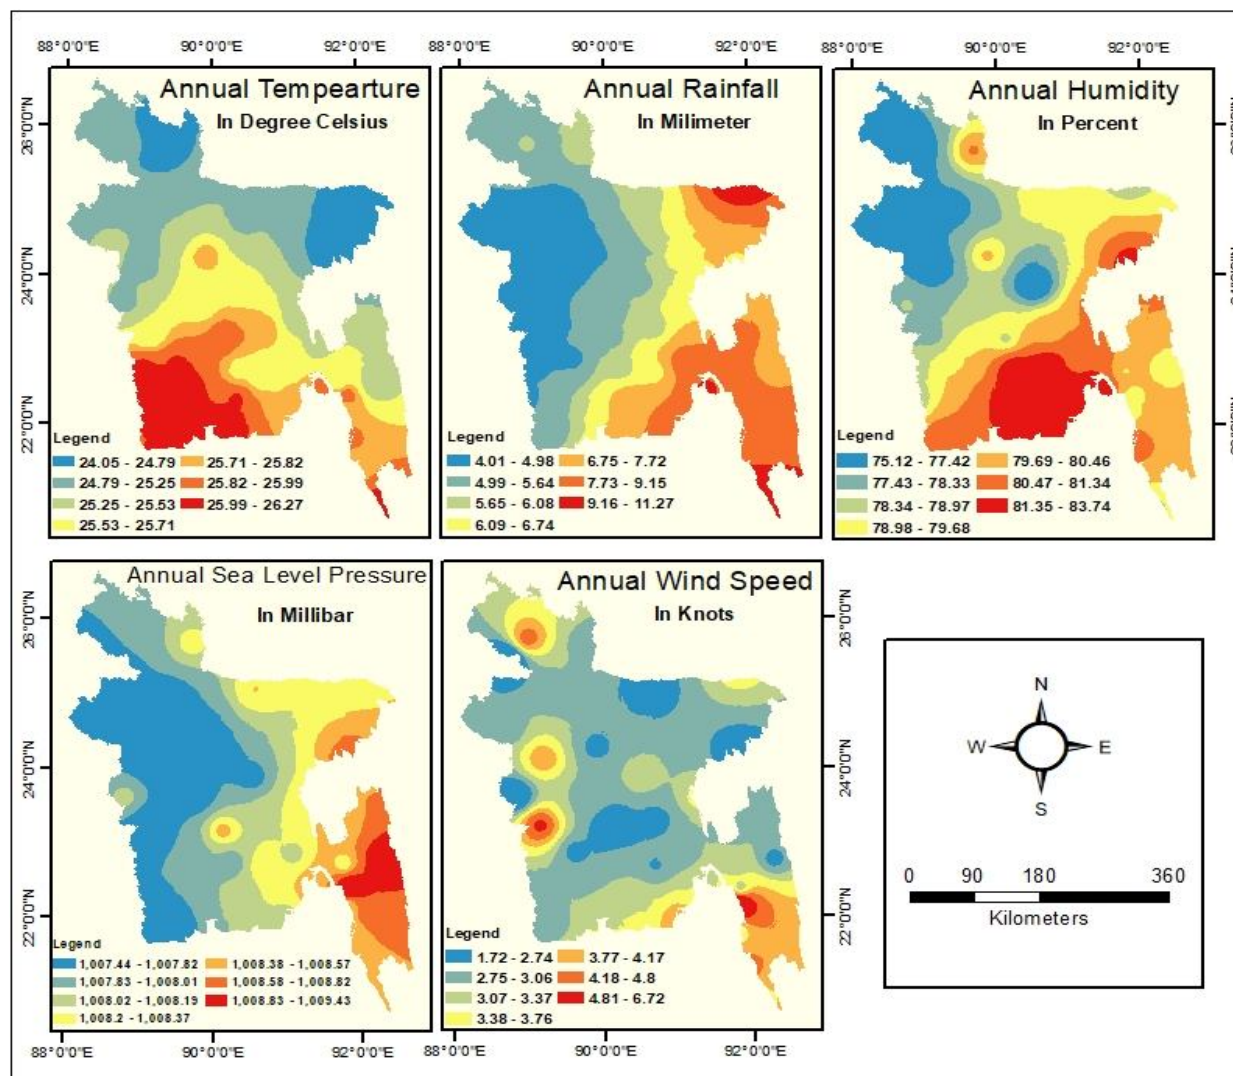 88°0'0"E 90°0'0"E 92°0'0"E 88°0'0"E 90°0'0"E 92°0'0"E 88°0'0"E 90°0'0"E 92°0'0"E
26°0'0"N
24°0'0"N
22°0'0"N
Annual Tempearture
In Degree Celsius
Legend
24.05 - 24.79 25.71 - 25.82
24.79 - 25.25 25.82 - 25.99
25.25 - 25.53 25.99 - 26.27
25.53 - 25.71
Annual Rainfall
In Milimeter
Legend
4.01 - 4.98 6.75 - 7.72
4.99 - 5.64 7.73 - 9.15
5.65 - 6.08 9.16 - 11.27
6.09 - 6.74
Annual Humidity
In Percent
Legend
75.12 - 77.42 79.69 - 80.46
77.43 - 78.33 80.47 - 81.34
78.34 - 78.97 81.35 - 83.74
78.98 - 79.68
26°0'0"N
24°0'0"N
22°0'0"N
Annual Sea Level Pressure
In Millibar
Legend
1,007.44 - 1,007.82 1,008.38 - 1,008.57
1,007.83 - 1,008.01 1,008.58 - 1,008.82
1,008.02 - 1,008.19 1,008.83 - 1,009.43
1,008.2 - 1,008.37
Annual Wind Speed
In Knots
Legend
1.72 - 2.74 3.77 - 4.17
2.75 - 3.06 4.18 - 4.8
3.07 - 3.37 4.81 - 6.72
3.38 - 3.76
26°0'0"N
24°0'0"N
22°0'0"N
N
W E
S
0 90 180 360
Kilometers
88°0'0"E 90°0'0"E 92°0'0"E 88°0'0"E 90°0'0"E 92°0'0"E